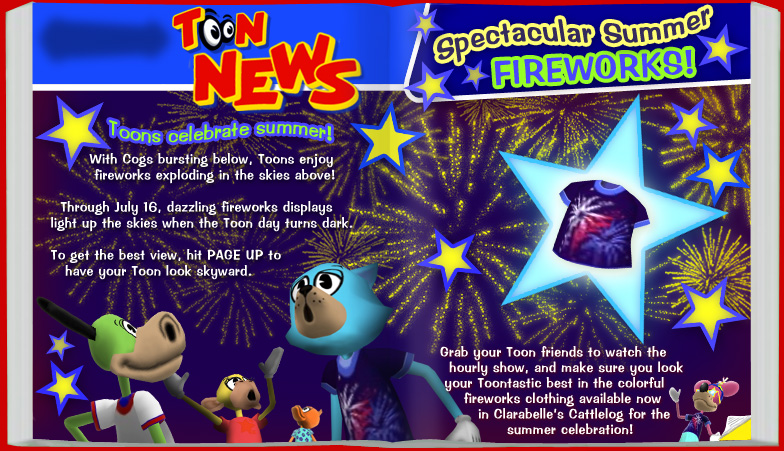 Toon
News
Toons celebrate summer!
With Cogs bursting below, Toons enjoy
fireworks exploding in the skies above!
Through July 16, dazzling fireworks displays
light up the skies when the Toon day turns dark.
To get the best view, hit PAGE UP to
have your Toon look skyward.
Spectacular Summer
FIREWORKS!
Grab your Toon friends to watch the
hourly show, and make sure you look
your Toontastic best in the colorful
fireworks clothing available now
in Clarabelle's Cattlelog for the
summer celebration!